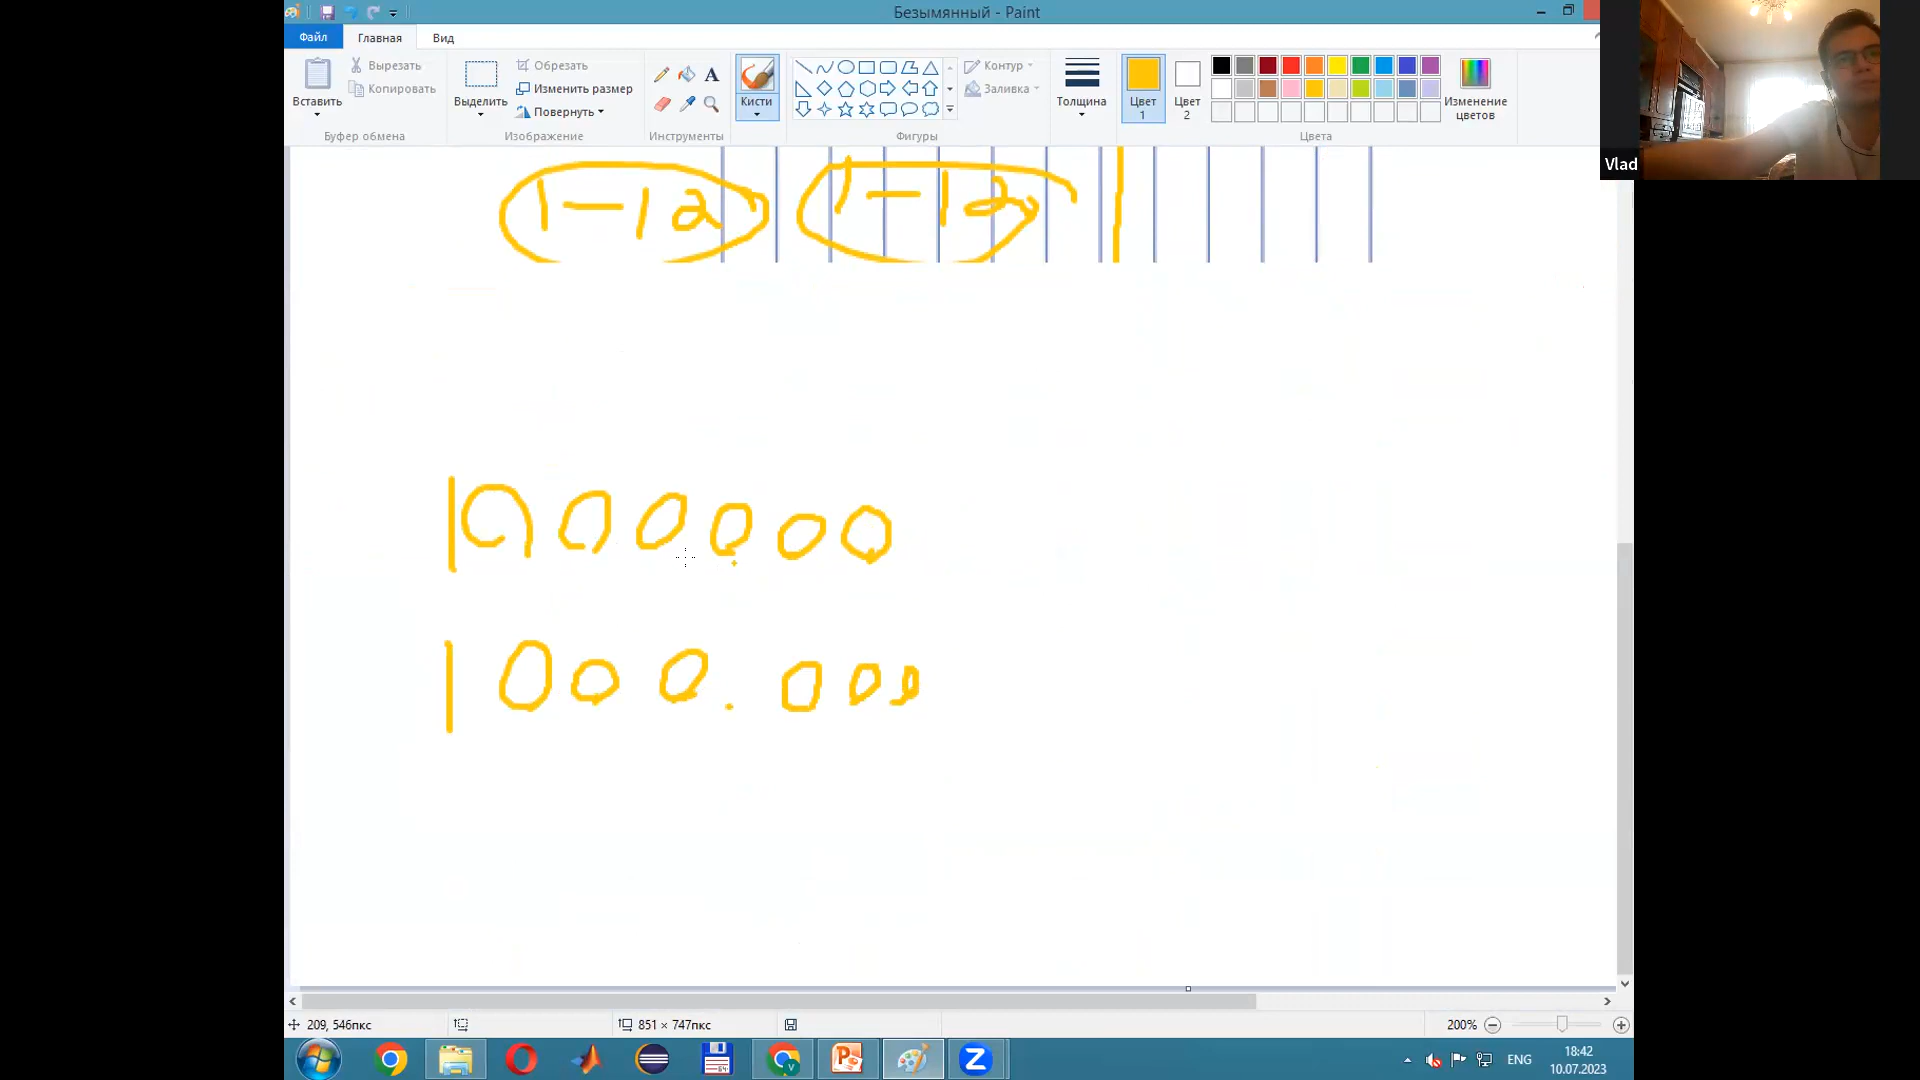 Безымянный - Paint
Файл Главная Вид
Вставить
Вырезать
Копировать
Буфер обмена
Выделить
Обрезать
Изменить размер
Повернуть
Изображение
Инструменты
Кисти
Фигуры
Контур
Заливка
Толщина
Цвет 1
Цвет 2
Изменение цветов
Цвета
Vlad
1-12 1-12
1000000
1000.000
209, 546пкс 851 × 747пкс 200%
ENG
18:42
10.07.2023